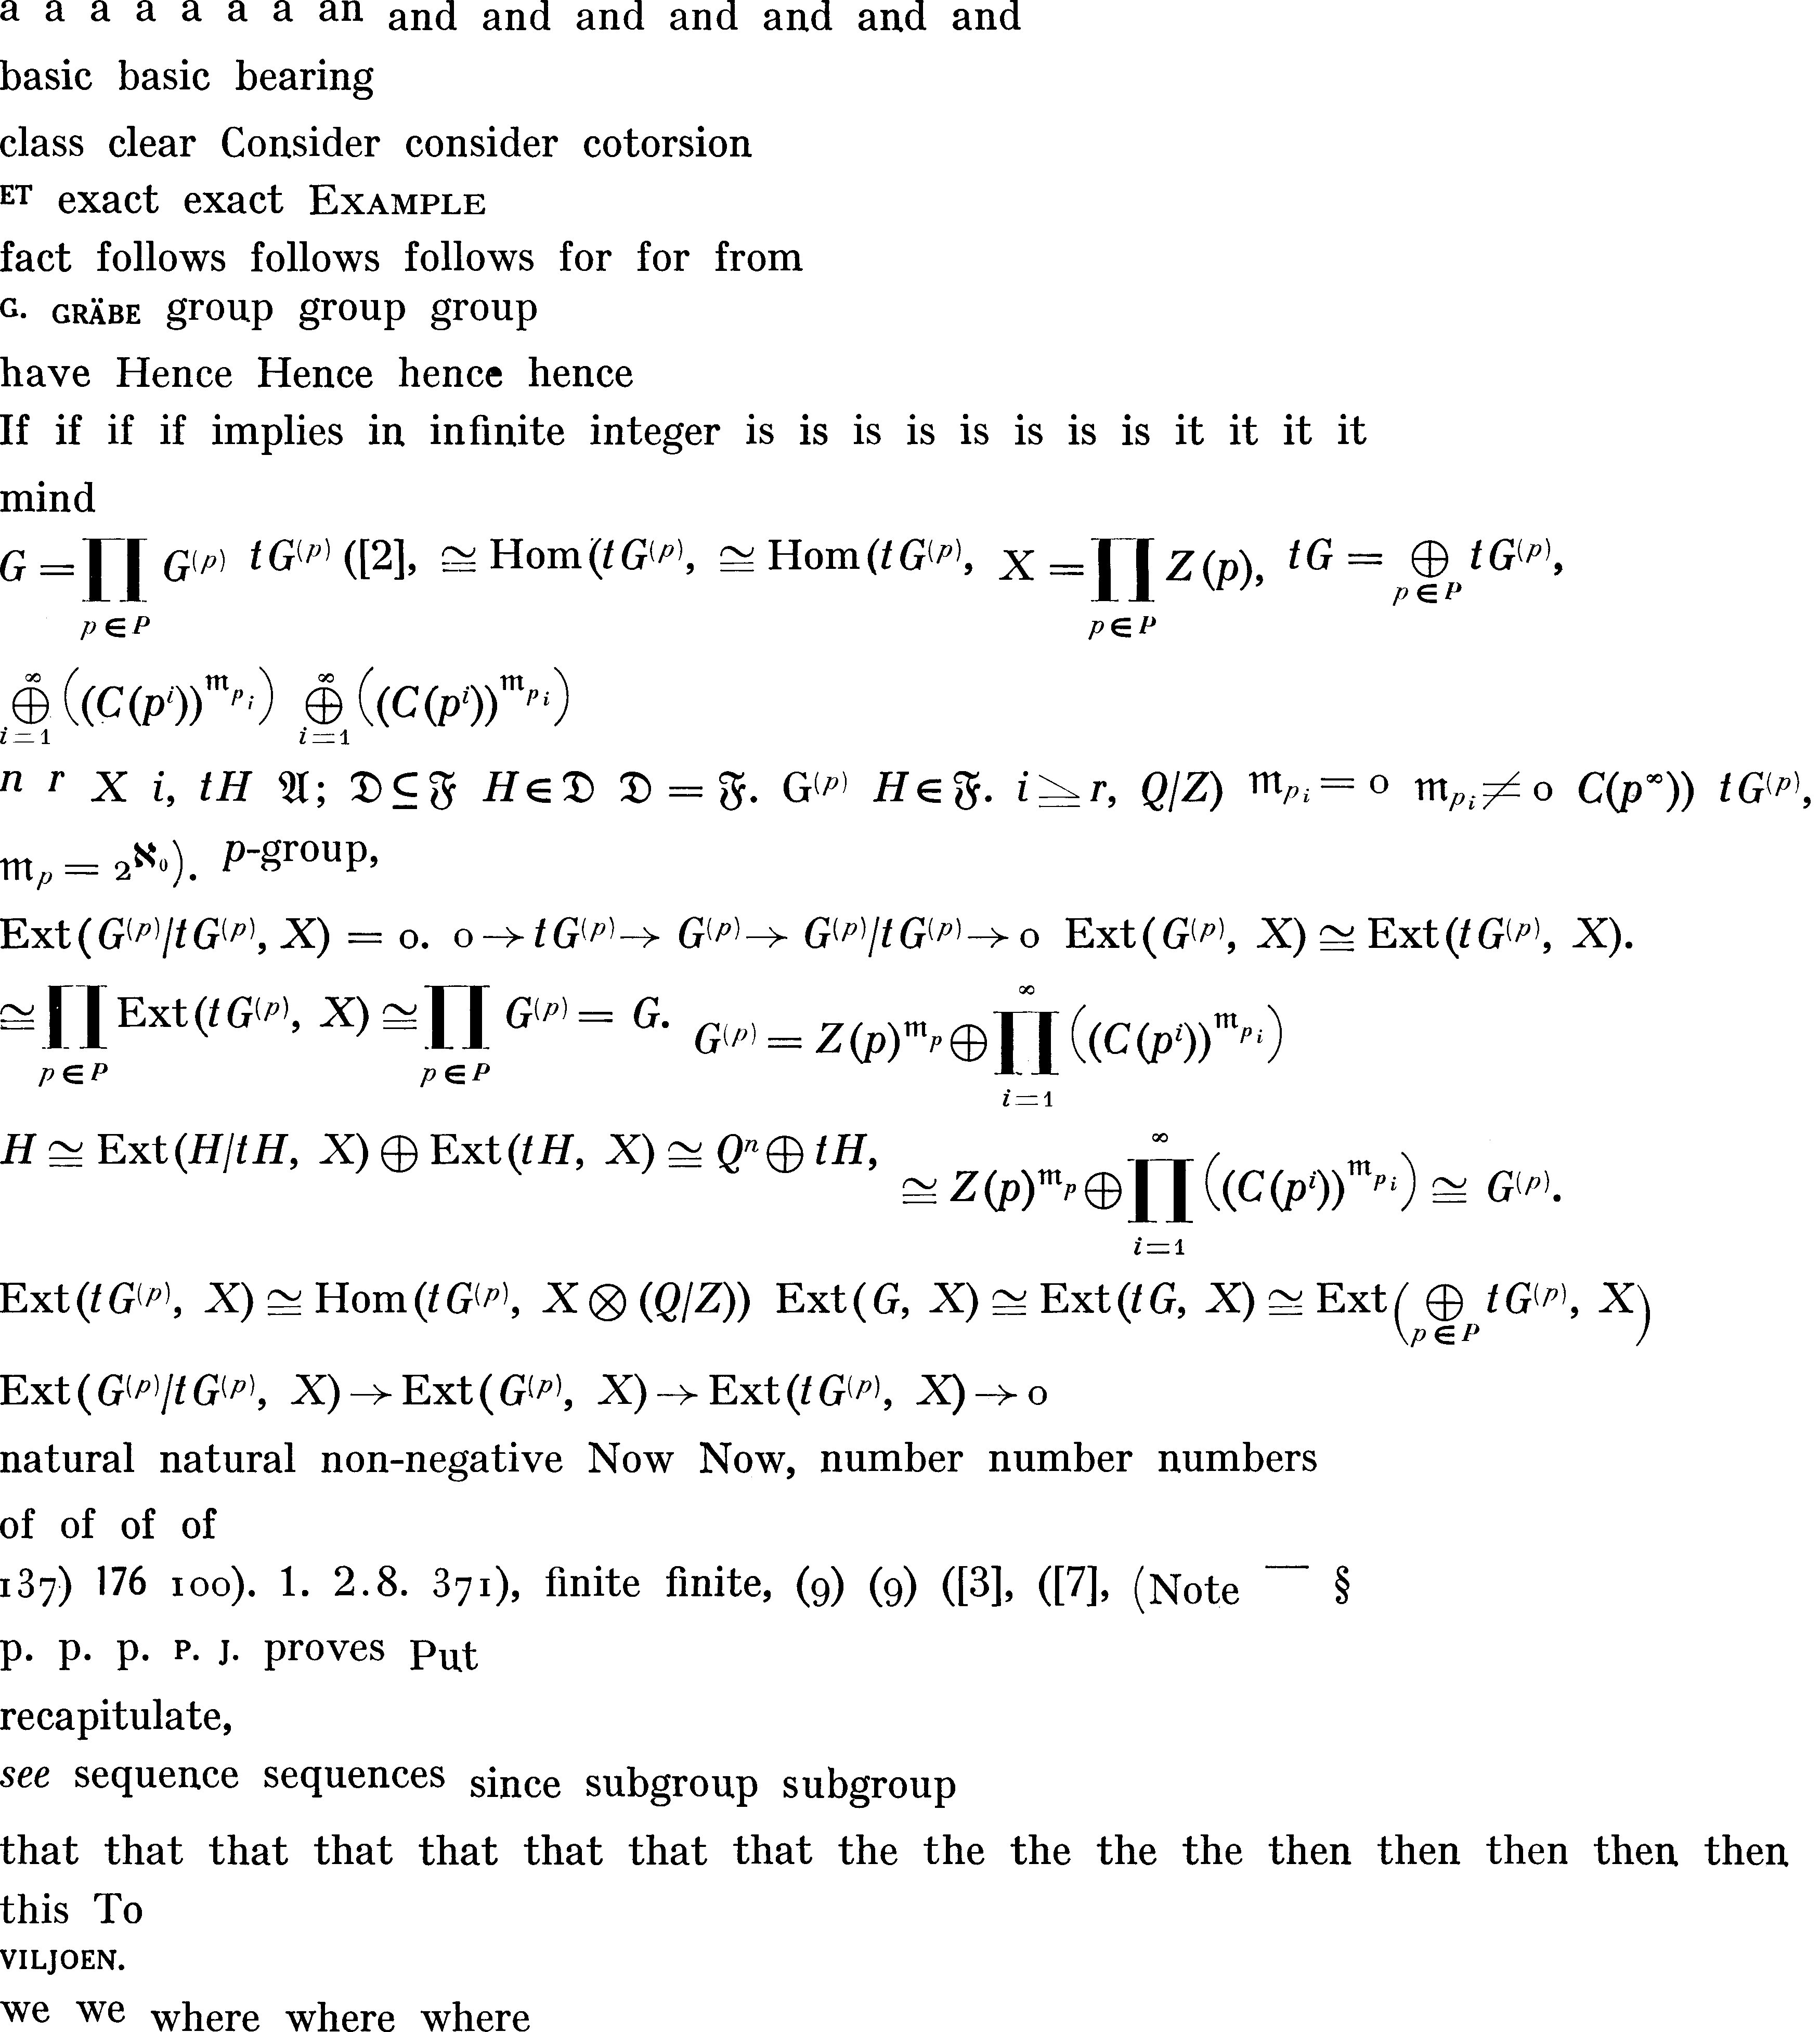 a a a a a a a an and and and and and and and
basic basic bearing
class clear Consider consider cotorsion
ET exact exact EXAMPLE
fact follows follows follows for for from
G. GRÄBE group group group
have Hence Hence hence hence
If if if if implies in infinite integer is is is is is is is is it it it it
mind
G = ∏_{p∈P} G^{(p)} tG^{(p)} ([2], ≅ Hom(tG^{(p)}, ≅ Hom(tG^{(p)}, X = ∏_{p∈P} Z(p), tG = ⊕_{p∈P} tG^{(p)},
⊕_{i=1}^{∞} ((C(p^i))^{𝔪_{p_i}}) ⊕_{i=1}^{∞} ((C(p^i))^{𝔪_{p_i}})
n r X i, tH 𝔄; 𝔇⊆𝔉 H∈𝔇 𝔇 = 𝔉. G^{(p)} H∈𝔉. i≧r, Q/Z) 𝔪_{p_i} = 0 𝔪_{p_i} ≠ 0 C(p^∞)) tG^{(p)},
𝔪_p = 2^{ℵ_0}). p-group,
Ext(G^{(p)}/tG^{(p)}, X) = 0. 0→tG^{(p)}→ G^{(p)}→ G^{(p)}/tG^{(p)}→0 Ext(G^{(p)}, X) ≅ Ext(tG^{(p)}, X).
≅ ∏_{p∈P} Ext(tG^{(p)}, X) ≅ ∏_{p∈P} G^{(p)} = G. G^{(p)} = Z(p)^{𝔪_p} ⊕ ∏_{i=1}^{∞} ((C(p^i))^{𝔪_{p_i}})
H ≅ Ext(H/tH, X) ⊕ Ext(tH, X) ≅ Q^n ⊕ tH, ≅ Z(p)^{𝔪_p} ⊕ ∏_{i=1}^{∞} ((C(p^i))^{𝔪_{p_i}}) ≅ G^{(p)}.
Ext(tG^{(p)}, X) ≅ Hom(tG^{(p)}, X ⊗ (Q/Z)) Ext(G, X) ≅ Ext(tG, X) ≅ Ext(⊕_{p∈P} tG^{(p)}, X)
Ext(G^{(p)}/tG^{(p)}, X)→Ext(G^{(p)}, X)→Ext(tG^{(p)}, X)→0
natural natural non-negative Now Now, number number numbers
of of of of
137) 176 100). 1. 2.8. 371), finite finite, (9) (9) ([3], ([7], (Note — §
p. p. p. P. J. proves Put
recapitulate,
see sequence sequences since subgroup subgroup
that that that that that that that that the the the the the then then then then then
this To
VILJOEN.
we we where where where